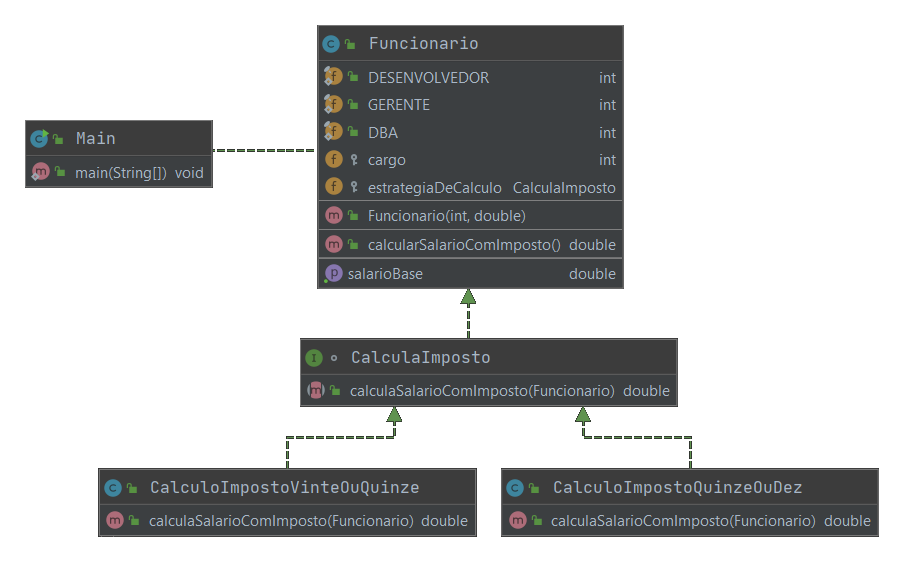 Funcionario
DESENVOLVEDOR int
GERENTE int
DBA int
cargo int
estrategiaDeCalculo CalculaImposto
Funcionario(int, double)
calcularSalarioComImposto() double
salarioBase double
Main
main(String[]) void
CalculaImposto
calculaSalarioComImposto(Funcionario) double
CalculoImpostoVinteOuQuinze
calculaSalarioComImposto(Funcionario) double
CalculoImpostoQuinzeOuDez
calculaSalarioComImposto(Funcionario) double